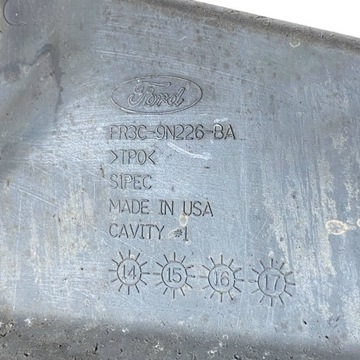 Ford
FR3C-9N226-BA
>TPO<
SIPEC
MADE IN USA
CAVITY #1
14 15 16 17